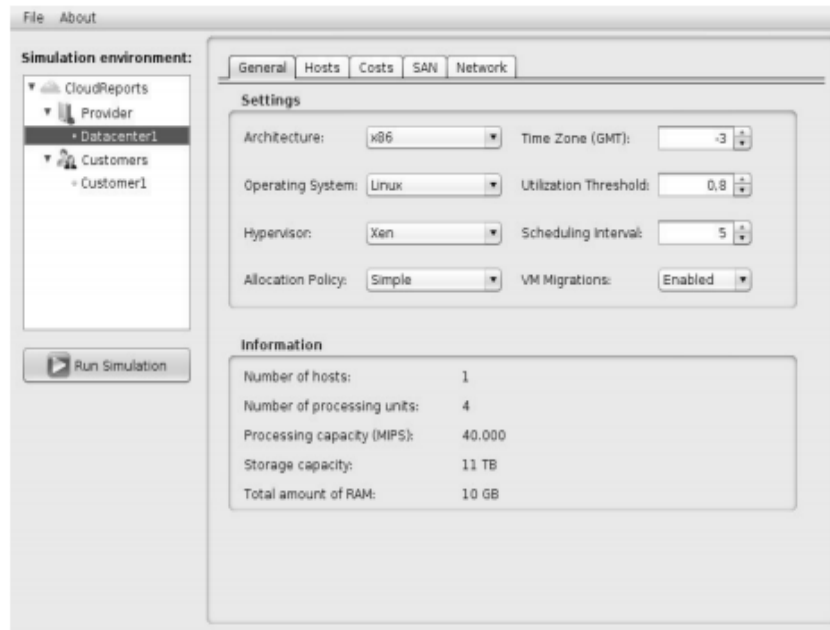 File About
Simulation environment:
CloudReports
Provider
Datacenter1
Customers
Customer1
Run Simulation
General Hosts Costs SAN Network
Settings
Architecture: x86 Time Zone (GMT): -3
Operating System: Linux Utilization Threshold: 0,8
Hypervisor: Xen Scheduling Interval: 5
Allocation Policy: Simple VM Migrations: Enabled
Information
Number of hosts: 1
Number of processing units: 4
Processing capacity (MIPS): 40.000
Storage capacity: 11 TB
Total amount of RAM: 10 GB